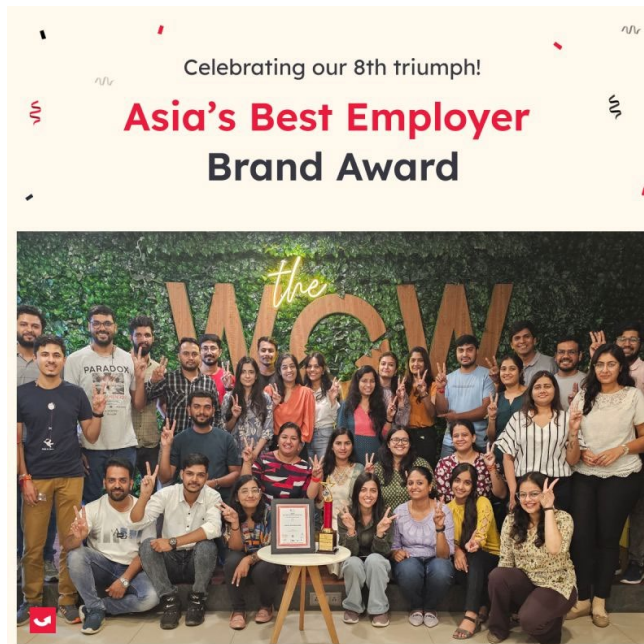 Celebrating our 8th triumph!
Asia's Best Employer
Brand Award
the
WOW
PARADOX